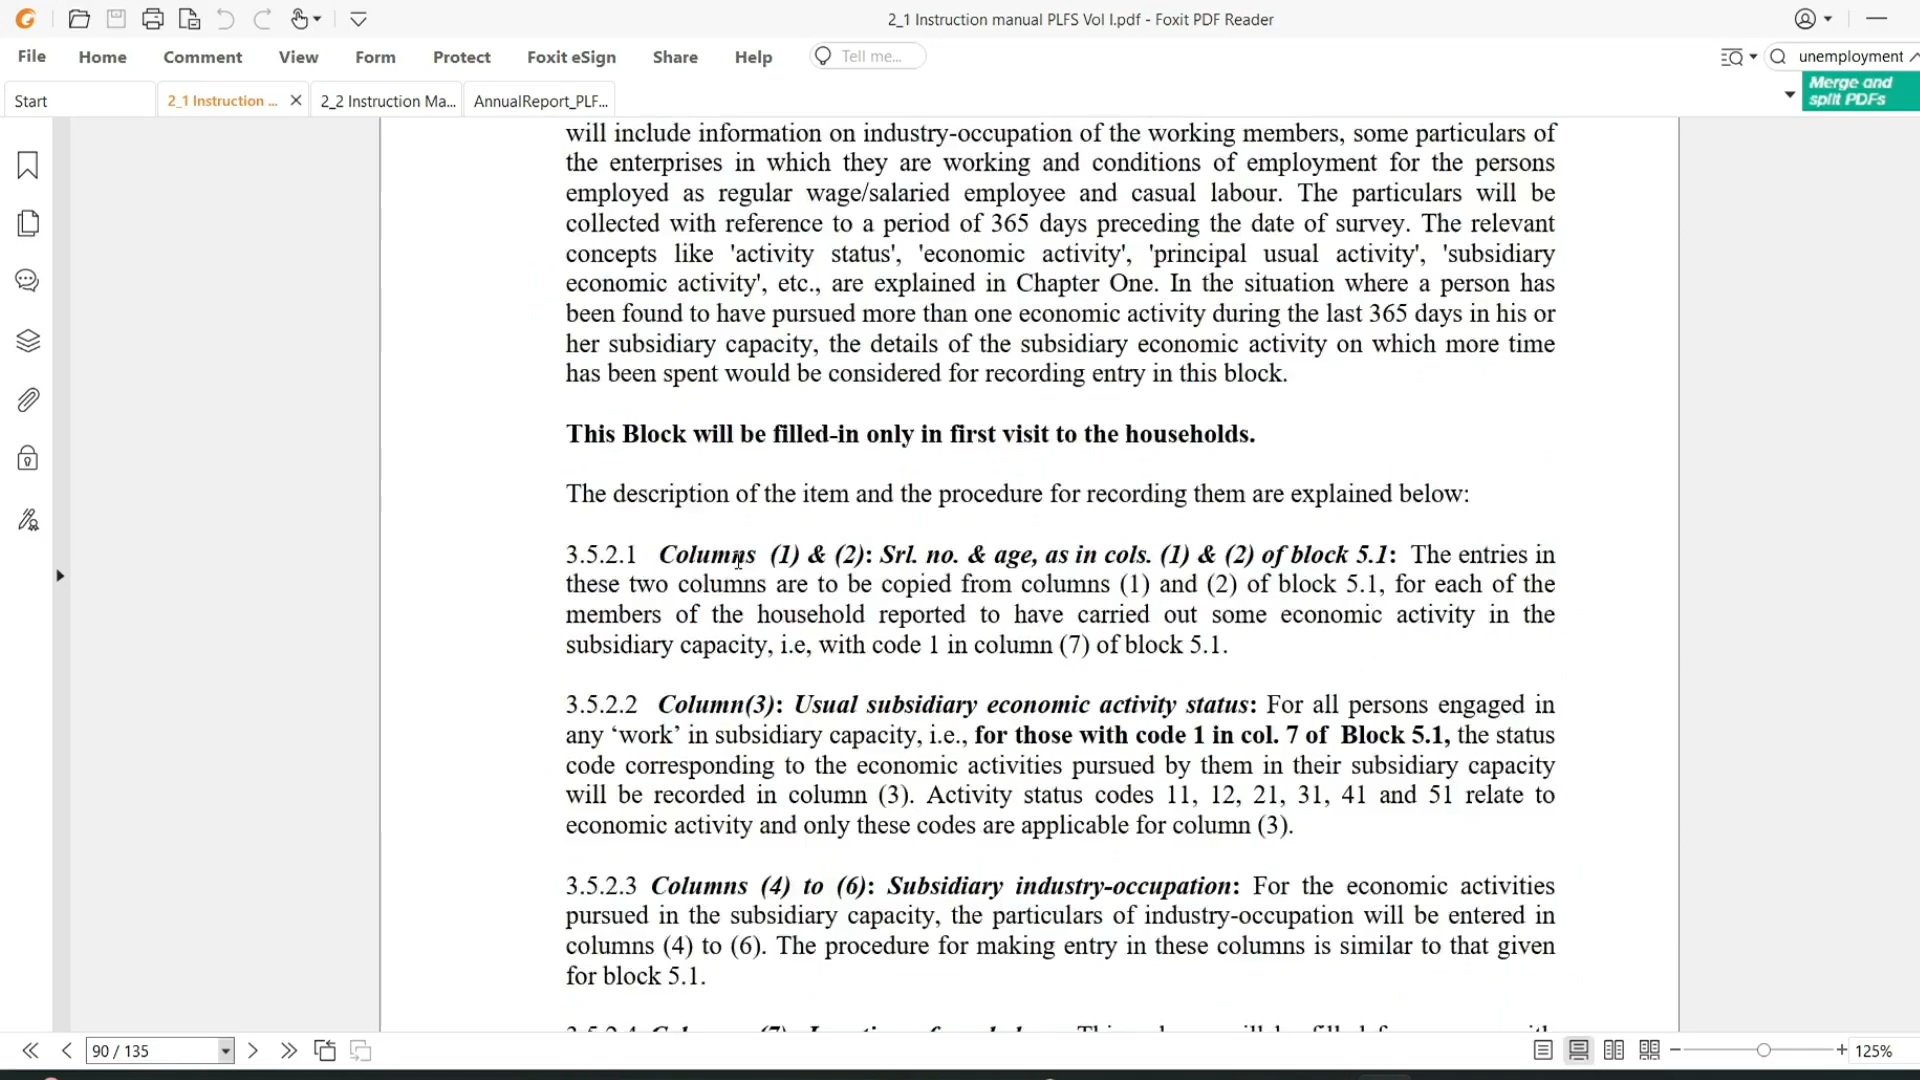 2_1 Instruction manual PLFS Vol I.pdf - Foxit PDF Reader
File Home Comment View Form Protect Foxit eSign Share Help Tell me... unemployment
Merge and split PDFs
Start 2_1 Instruction ... 2_2 Instruction Ma... AnnualReport_PLF...
will include information on industry-occupation of the working members, some particulars of
the enterprises in which they are working and conditions of employment for the persons
employed as regular wage/salaried employee and casual labour. The particulars will be
collected with reference to a period of 365 days preceding the date of survey. The relevant
concepts like 'activity status', 'economic activity', 'principal usual activity', 'subsidiary
economic activity', etc., are explained in Chapter One. In the situation where a person has
been found to have pursued more than one economic activity during the last 365 days in his or
her subsidiary capacity, the details of the subsidiary economic activity on which more time
has been spent would be considered for recording entry in this block.
This Block will be filled-in only in first visit to the households.
The description of the item and the procedure for recording them are explained below:
3.5.2.1 Columns (1) & (2): Srl. no. & age, as in cols. (1) & (2) of block 5.1: The entries in
these two columns are to be copied from columns (1) and (2) of block 5.1, for each of the
members of the household reported to have carried out some economic activity in the
subsidiary capacity, i.e, with code 1 in column (7) of block 5.1.
3.5.2.2 Column(3): Usual subsidiary economic activity status: For all persons engaged in
any ‘work’ in subsidiary capacity, i.e., for those with code 1 in col. 7 of Block 5.1, the status
code corresponding to the economic activities pursued by them in their subsidiary capacity
will be recorded in column (3). Activity status codes 11, 12, 21, 31, 41 and 51 relate to
economic activity and only these codes are applicable for column (3).
3.5.2.3 Columns (4) to (6): Subsidiary industry-occupation: For the economic activities
pursued in the subsidiary capacity, the particulars of industry-occupation will be entered in
columns (4) to (6). The procedure for making entry in these columns is similar to that given
for block 5.1.
90 / 135 125%